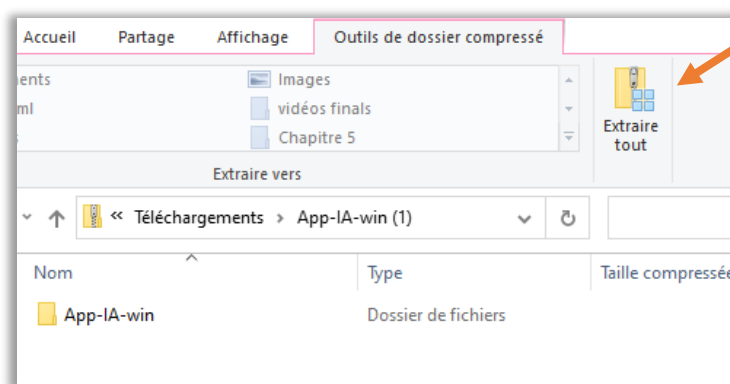 Accueil Partage Affichage Outils de dossier compressé
Images
vidéos finals
Chapitre 5
Extraire
tout
Extraire vers
« Téléchargements > App-IA-win (1)
Nom Type Taille compressée
App-IA-win Dossier de fichiers